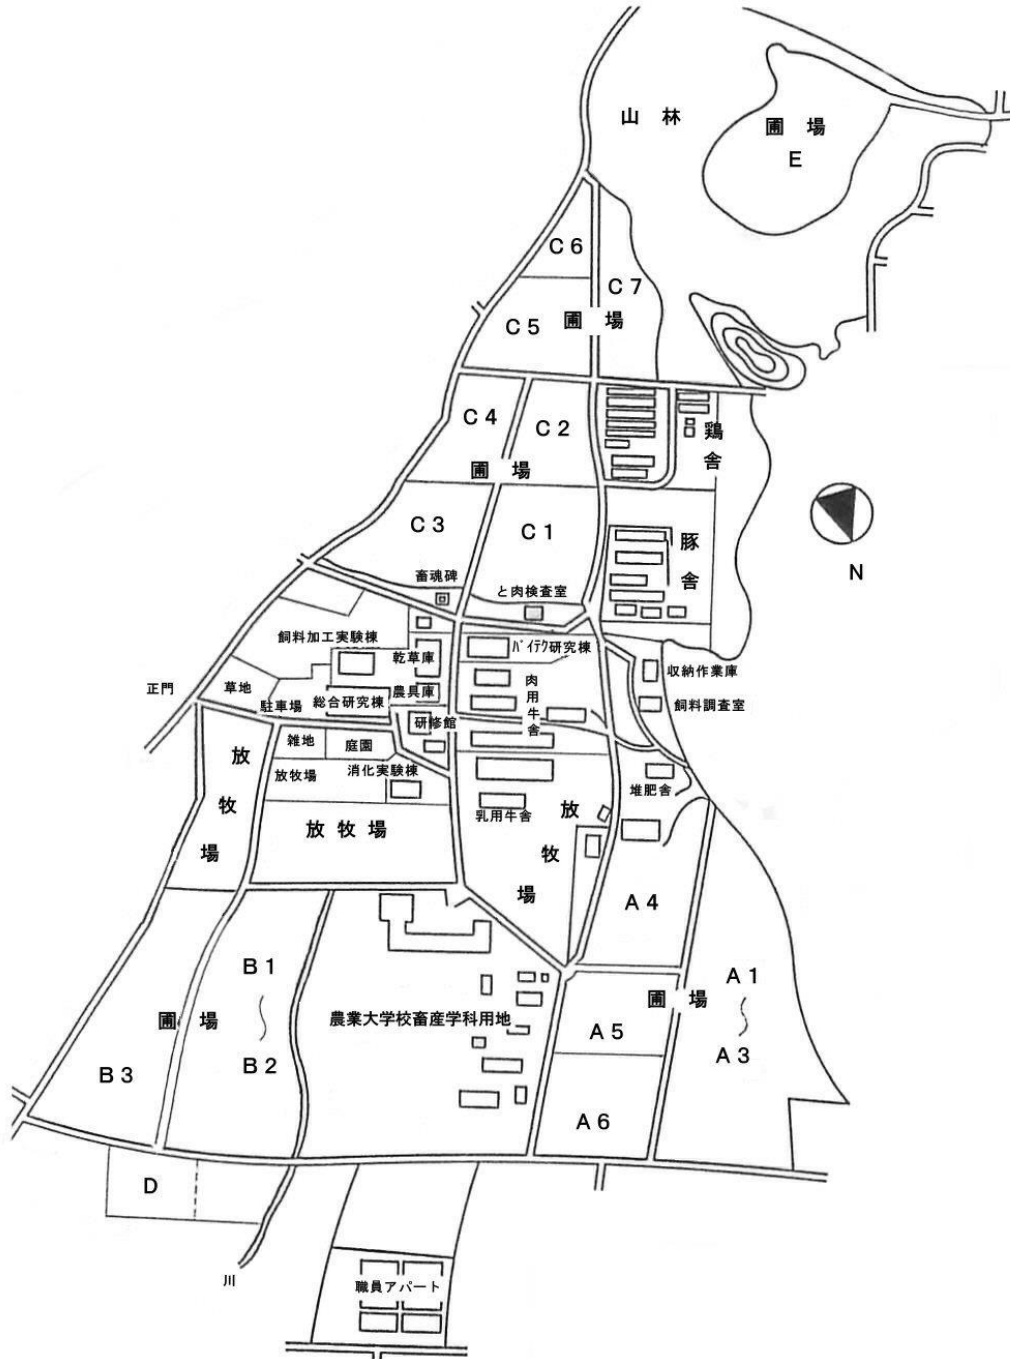 山 林
圃 場
E
C 6
C 7
C 5
圃 場
C 4
C 2
鶏舎
圃 場
C 3
C 1
豚舎
N
畜魂碑
と肉検査室
飼料加工実験棟
乾草庫
バイテク研究棟
収納作業庫
正門
草地
駐車場
総合研究棟
農具庫
肉用牛舎
飼料調査室
研修館
雑地
庭園
放牧場
放牧場
消化実験棟
堆肥舎
乳用牛舎
放牧場
放 牧 場
A 4
B 1
A 1
圃 場
圃 場
農業大学校畜産学科用地
A 5
B 2
A 3
B 3
A 6
D
川
職員アパート